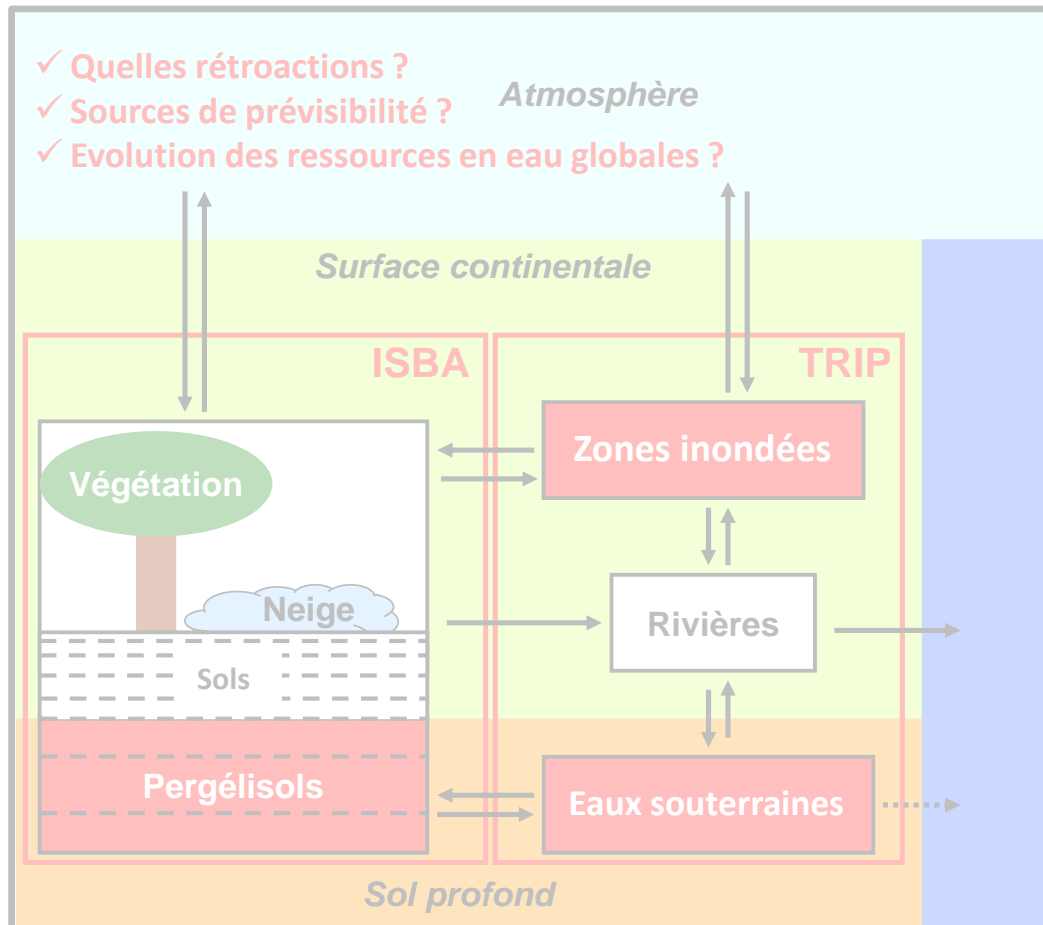 ✓ Quelles rétroactions ?
✓ Sources de prévisibilité ?
✓ Evolution des ressources en eau globales ?
Atmosphère
Surface continentale
ISBA
TRIP
Végétation
Zones inondées
Neige
Rivières
Sols
Pergélisols
Eaux souterraines
Sol profond